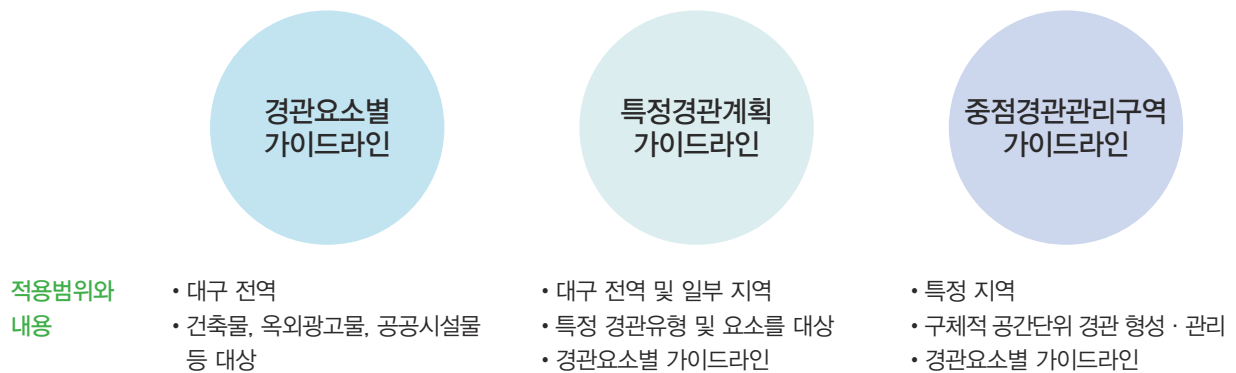 경관요소별
가이드라인
특정경관계획
가이드라인
중점경관관리구역
가이드라인
적용범위와
내용
• 대구 전역
• 건축물, 옥외광고물, 공공시설물
등 대상
• 대구 전역 및 일부 지역
• 특정 경관유형 및 요소를 대상
• 경관요소별 가이드라인
• 특정 지역
• 구체적 공간단위 경관 형성 · 관리
• 경관요소별 가이드라인